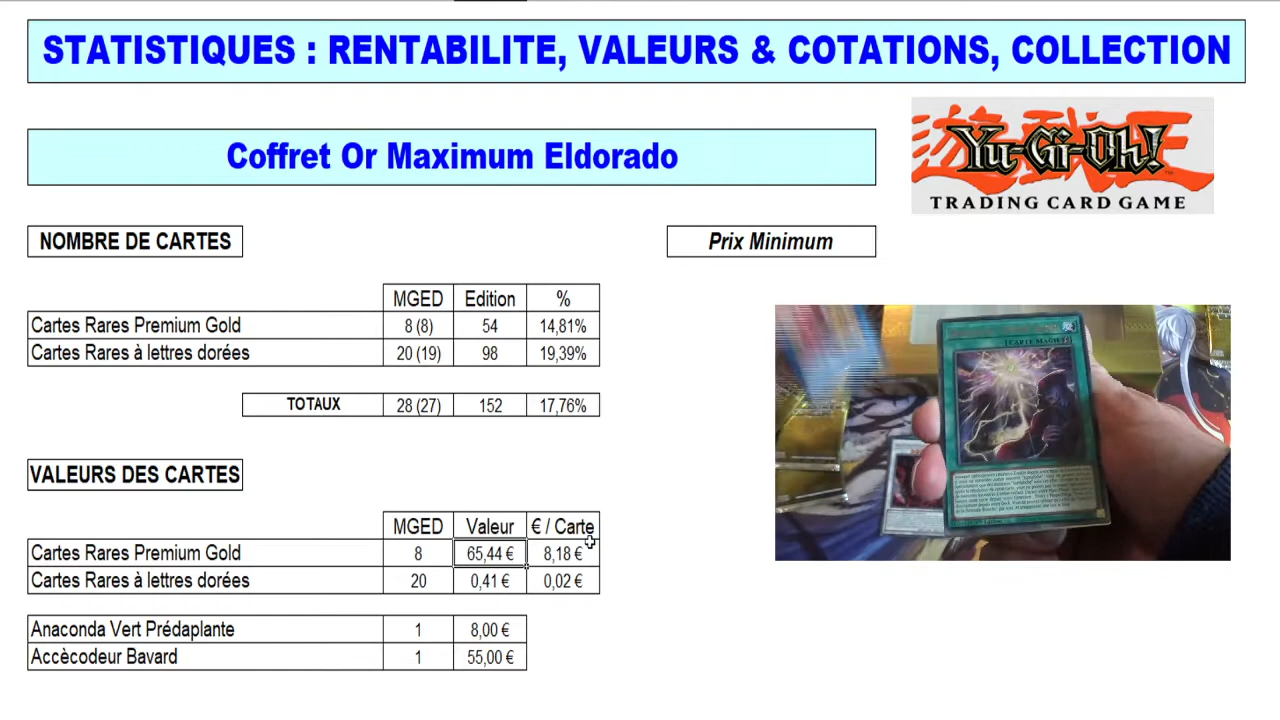 STATISTIQUES : RENTABILITE, VALEURS & COTATIONS, COLLECTION
Coffret Or Maximum Eldorado
Yu-Gi-Oh!
TRADING CARD GAME
NOMBRE DE CARTES
Prix Minimum
MGED Edition %
Cartes Rares Premium Gold 8 (8) 54 14,81%
Cartes Rares à lettres dorées 20 (19) 98 19,39%
TOTAUX 28 (27) 152 17,76%
CARTE MAGIE
VALEURS DES CARTES
MGED Valeur € / Carte
Cartes Rares Premium Gold 8 65,44 € 8,18 €
Cartes Rares à lettres dorées 20 0,41 € 0,02 €
Anaconda Vert Prédaplante 1 8,00 €
Accècodeur Bavard 1 55,00 €